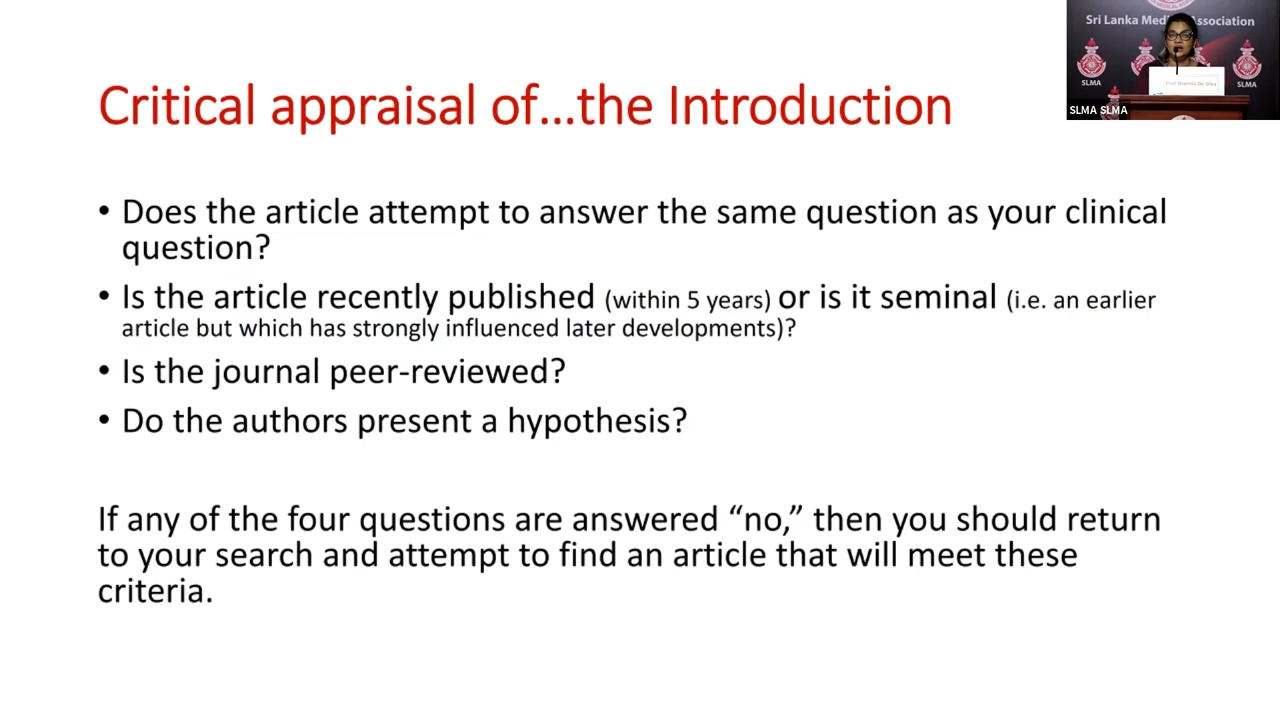 Critical appraisal of...the Introduction
• Does the article attempt to answer the same question as your clinical
question?
• Is the article recently published (within 5 years) or is it seminal (i.e. an earlier
article but which has strongly influenced later developments)?
• Is the journal peer-reviewed?
• Do the authors present a hypothesis?
If any of the four questions are answered “no,” then you should return
to your search and attempt to find an article that will meet these
criteria.
Sri Lanka Med Association
SLMA
SLMA
SLMA SLMA